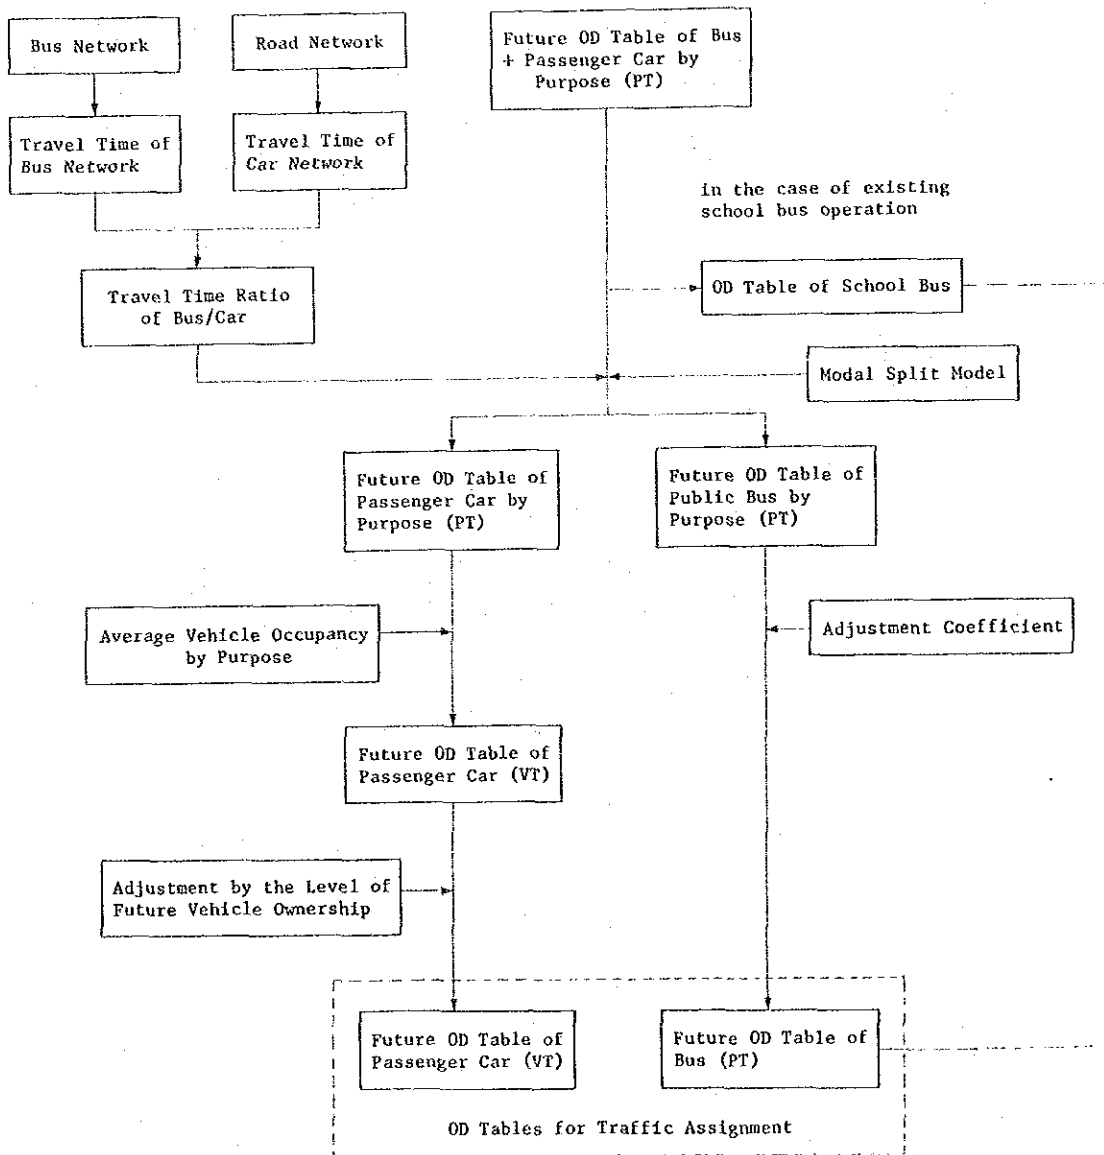 Bus Network
Road Network
Future OD Table of Bus
+ Passenger Car by
Purpose (PT)
Travel Time of
Bus Network
Travel Time of
Car Network
in the case of existing
school bus operation
Travel Time Ratio
of Bus/Car
OD Table of School Bus
Modal Split Model
Future OD Table of
Passenger Car by
Purpose (PT)
Future OD Table of
Public Bus by
Purpose (PT)
Average Vehicle Occupancy
by Purpose
Adjustment Coefficient
Future OD Table of
Passenger Car (VT)
Adjustment by the Level of
Future Vehicle Ownership
Future OD Table of
Passenger Car (VT)
Future OD Table of
Bus (PT)
OD Tables for Traffic Assignment